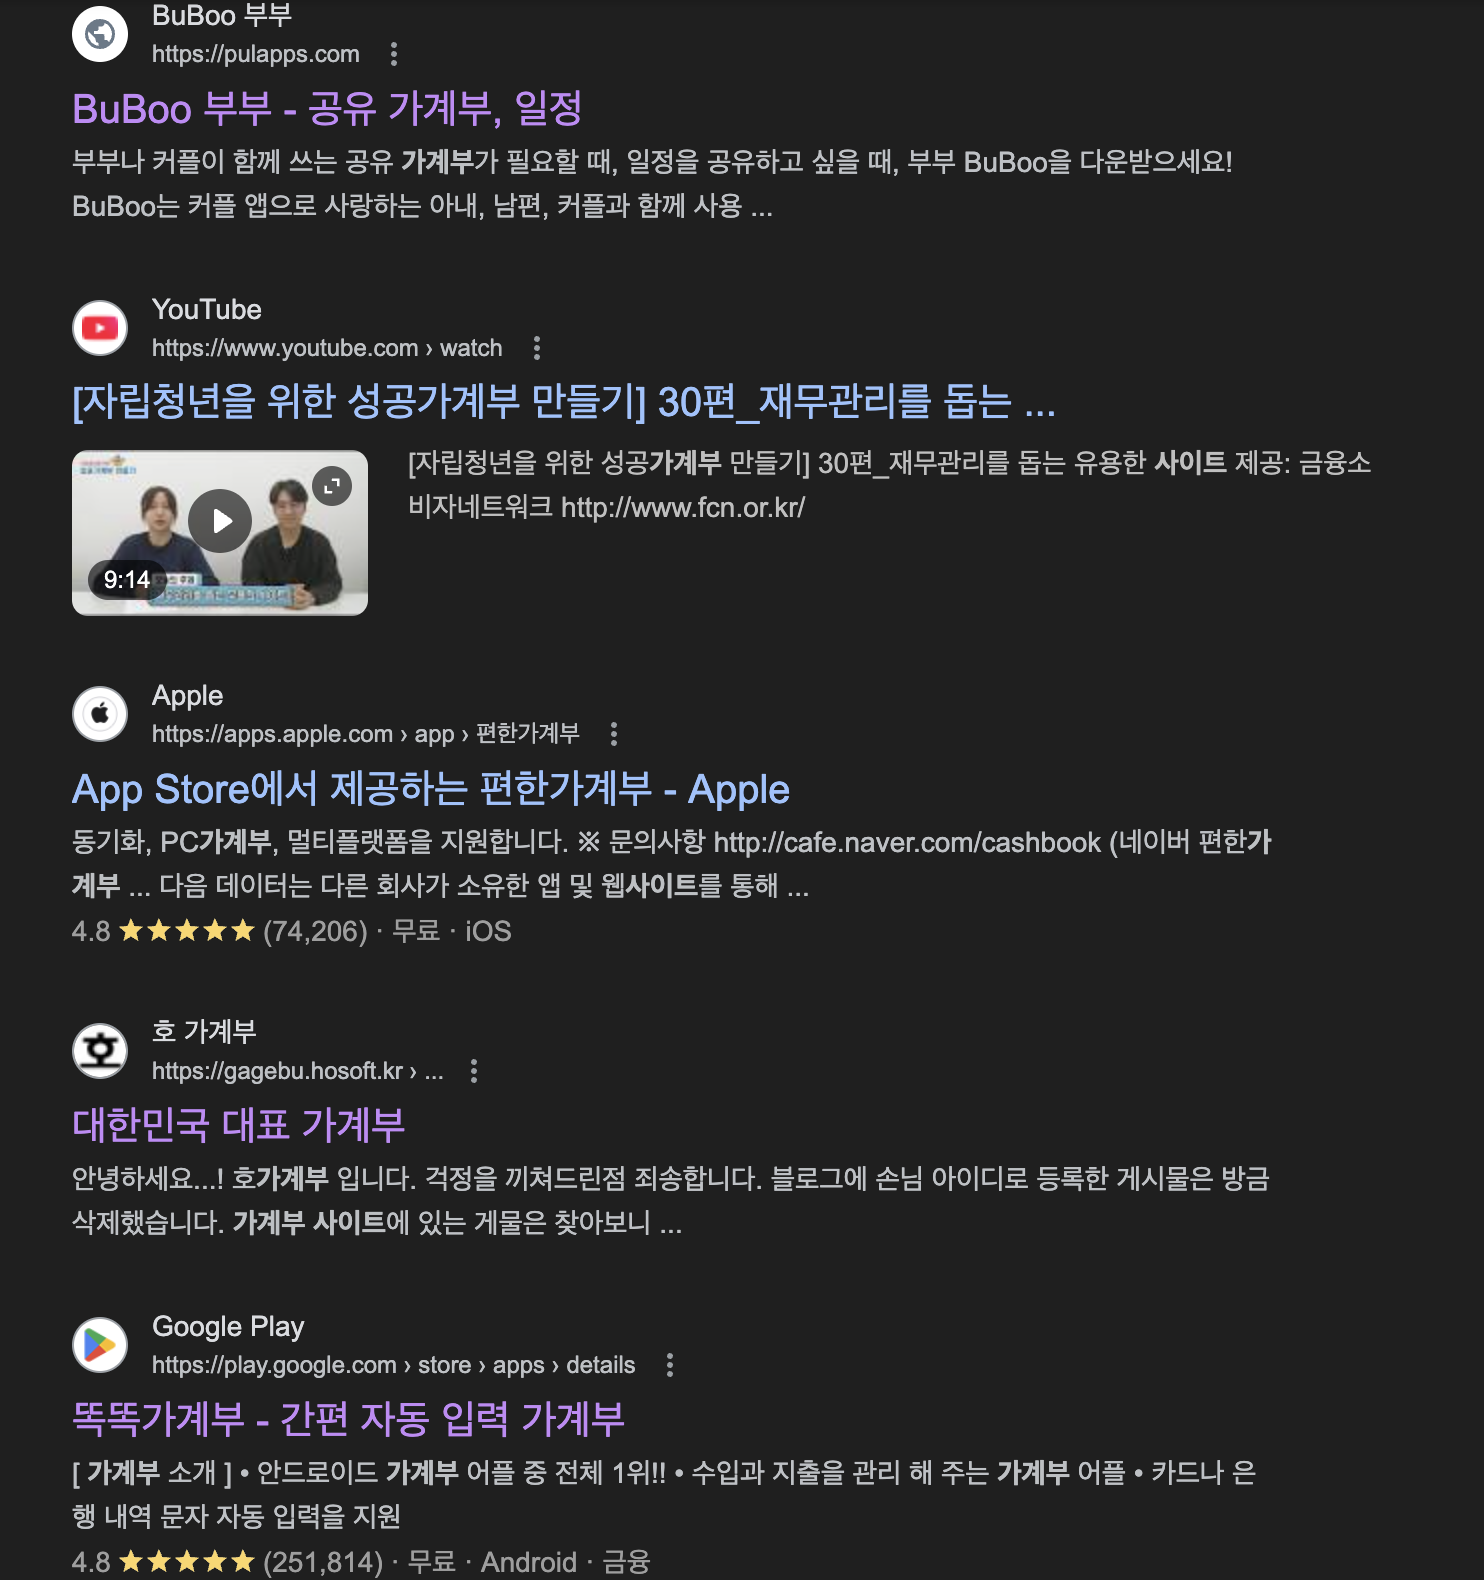 BuBoo 부부
https://pulapps.com
BuBoo 부부 - 공유 가계부, 일정
부부나 커플이 함께 쓰는 공유 가계부가 필요할 때, 일정을 공유하고 싶을 때, 부부 BuBoo을 다운받으세요!
BuBoo는 커플 앱으로 사랑하는 아내, 남편, 커플과 함께 사용 ...
YouTube
https://www.youtube.com › watch
[자립청년을 위한 성공가계부 만들기] 30편_재무관리를 돕는 ...
[자립청년을 위한 성공가계부 만들기] 30편_재무관리를 돕는 유용한 사이트 제공: 금융소
비자네트워크 http://www.fcn.or.kr/
9:14
Apple
https://apps.apple.com › app › 편한가계부
App Store에서 제공하는 편한가계부 - Apple
동기화, PC가계부, 멀티플랫폼을 지원합니다. ※ 문의사항 http://cafe.naver.com/cashbook (네이버 편한가
계부 ... 다음 데이터는 다른 회사가 소유한 앱 및 웹사이트를 통해 ...
4.8 ★★★★★ (74,206) · 무료 · iOS
호
호 가계부
https://gagebu.hosoft.kr › ...
대한민국 대표 가계부
안녕하세요...! 호가계부 입니다. 걱정을 끼쳐드린점 죄송합니다. 블로그에 손님 아이디로 등록한 게시물은 방금
삭제했습니다. 가계부 사이트에 있는 게물은 찾아보니 ...
Google Play
https://play.google.com › store › apps › details
똑똑가계부 - 간편 자동 입력 가계부
[ 가계부 소개 ] • 안드로이드 가계부 어플 중 전체 1위!! • 수입과 지출을 관리 해 주는 가계부 어플 • 카드나 은
행 내역 문자 자동 입력을 지원
4.8 ★★★★★ (251,814) · 무료 · Android · 금융